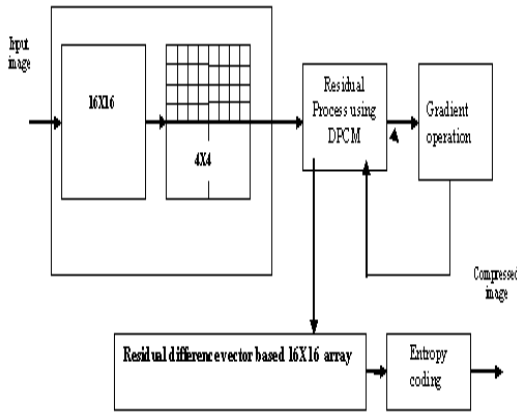 Input
image
16X16
4X4
Residual
Process using
DPCM
Gradient
operation
Compressed
image
Residual difference vector based 16X16 array
Entropy
coding